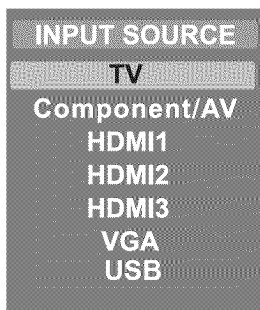 INPUT SOURCE
TV
Component/AV
HDMI1
HDMI2
HDMI3
VGA
USB